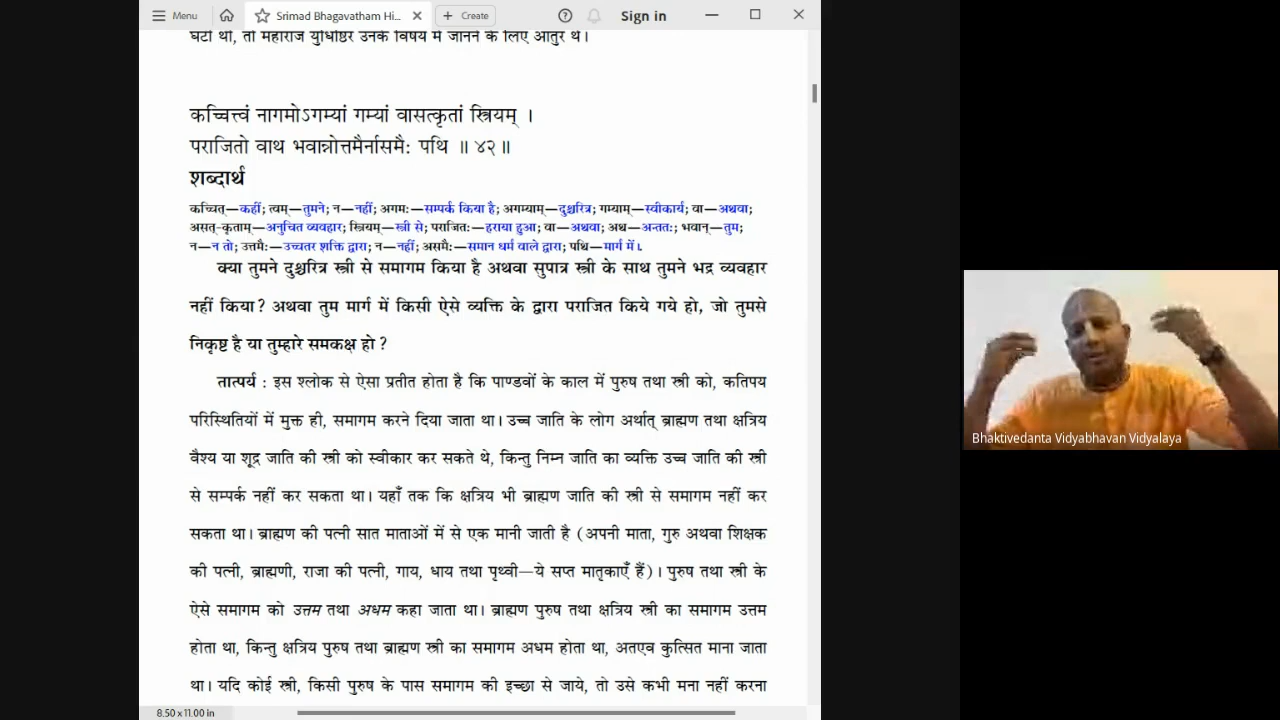 Menu
Srimad Bhagavatham Hi...
Create
Sign in
घटी थी, तो महाराज युधिष्ठिर उनके विषय में जानने के लिए आतुर थे।
कच्चित्त्वं नागमोऽगम्यां गम्यां वासत्कृतां स्त्रियम् ।
पराजितो वाथ भवान्नोत्तमैर्नासमैः पथि ॥ ४२॥
शब्दार्थ
कच्चित्—कहीं; त्वम्—तुमने; न—नहीं; अगमः—सम्पर्क किया है; अगम्याम्—दुश्चरित्र; गम्याम्—स्वीकार्य; वा—अथवा;
असत्-कृताम्—अनुचित व्यवहार; स्त्रियम्—स्त्री से; पराजितः—हराया हुआ; वा—अथवा; अथ—अन्ततः; भवान्—तुम;
न—न तो; उत्तमैः—उच्चतर शक्ति द्वारा; न—नहीं; असमैः—समान धर्म वाले द्वारा; पथि—मार्ग में।
क्या तुमने दुश्चरित्र स्त्री से समागम किया है अथवा सुपात्र स्त्री के साथ तुमने भद्र व्यवहार
नहीं किया? अथवा तुम मार्ग में किसी ऐसे व्यक्ति के द्वारा पराजित किये गये हो, जो तुमसे
निकृष्ट है या तुम्हारे समकक्ष हो ?
तात्पर्य : इस श्लोक से ऐसा प्रतीत होता है कि पाण्डवों के काल में पुरुष तथा स्त्री को, कतिपय
परिस्थितियों में मुक्त ही, समागम करने दिया जाता था। उच्च जाति के लोग अर्थात् ब्राह्मण तथा क्षत्रिय
वैश्य या शूद्र जाति की स्त्री को स्वीकार कर सकते थे, किन्तु निम्न जाति का व्यक्ति उच्च जाति की स्त्री
से सम्पर्क नहीं कर सकता था। यहाँ तक कि क्षत्रिय भी ब्राह्मण जाति की स्त्री से समागम नहीं कर
सकता था। ब्राह्मण की पत्नी सात माताओं में से एक मानी जाती है (अपनी माता, गुरु अथवा शिक्षक
की पत्नी, ब्राह्मणी, राजा की पत्नी, गाय, धाय तथा पृथ्वी—ये सप्त मातृकाएँ हैं)। पुरुष तथा स्त्री के
ऐसे समागम को उत्तम तथा अधम कहा जाता था। ब्राह्मण पुरुष तथा क्षत्रिय स्त्री का समागम उत्तम
होता था, किन्तु क्षत्रिय पुरुष तथा ब्राह्मण स्त्री का समागम अधम होता था, अतएव कुत्सित माना जाता
था। यदि कोई स्त्री, किसी पुरुष के पास समागम की इच्छा से जाये, तो उसे कभी मना नहीं करना
8.50 x 11.00 in
Bhaktivedanta Vidyabhavan Vidyalaya